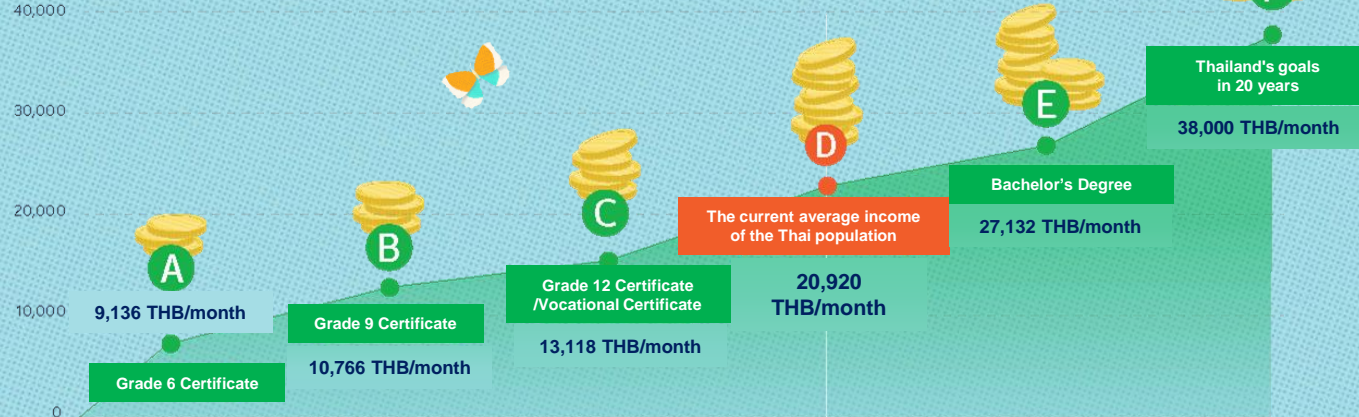 40,000
30,000
20,000
10,000
0
A
9,136 THB/month
Grade 6 Certificate
B
Grade 9 Certificate
10,766 THB/month
C
Grade 12 Certificate
/Vocational Certificate
13,118 THB/month
D
The current average income
of the Thai population
20,920
THB/month
E
Bachelor's Degree
27,132 THB/month
Thailand's goals
in 20 years
38,000 THB/month